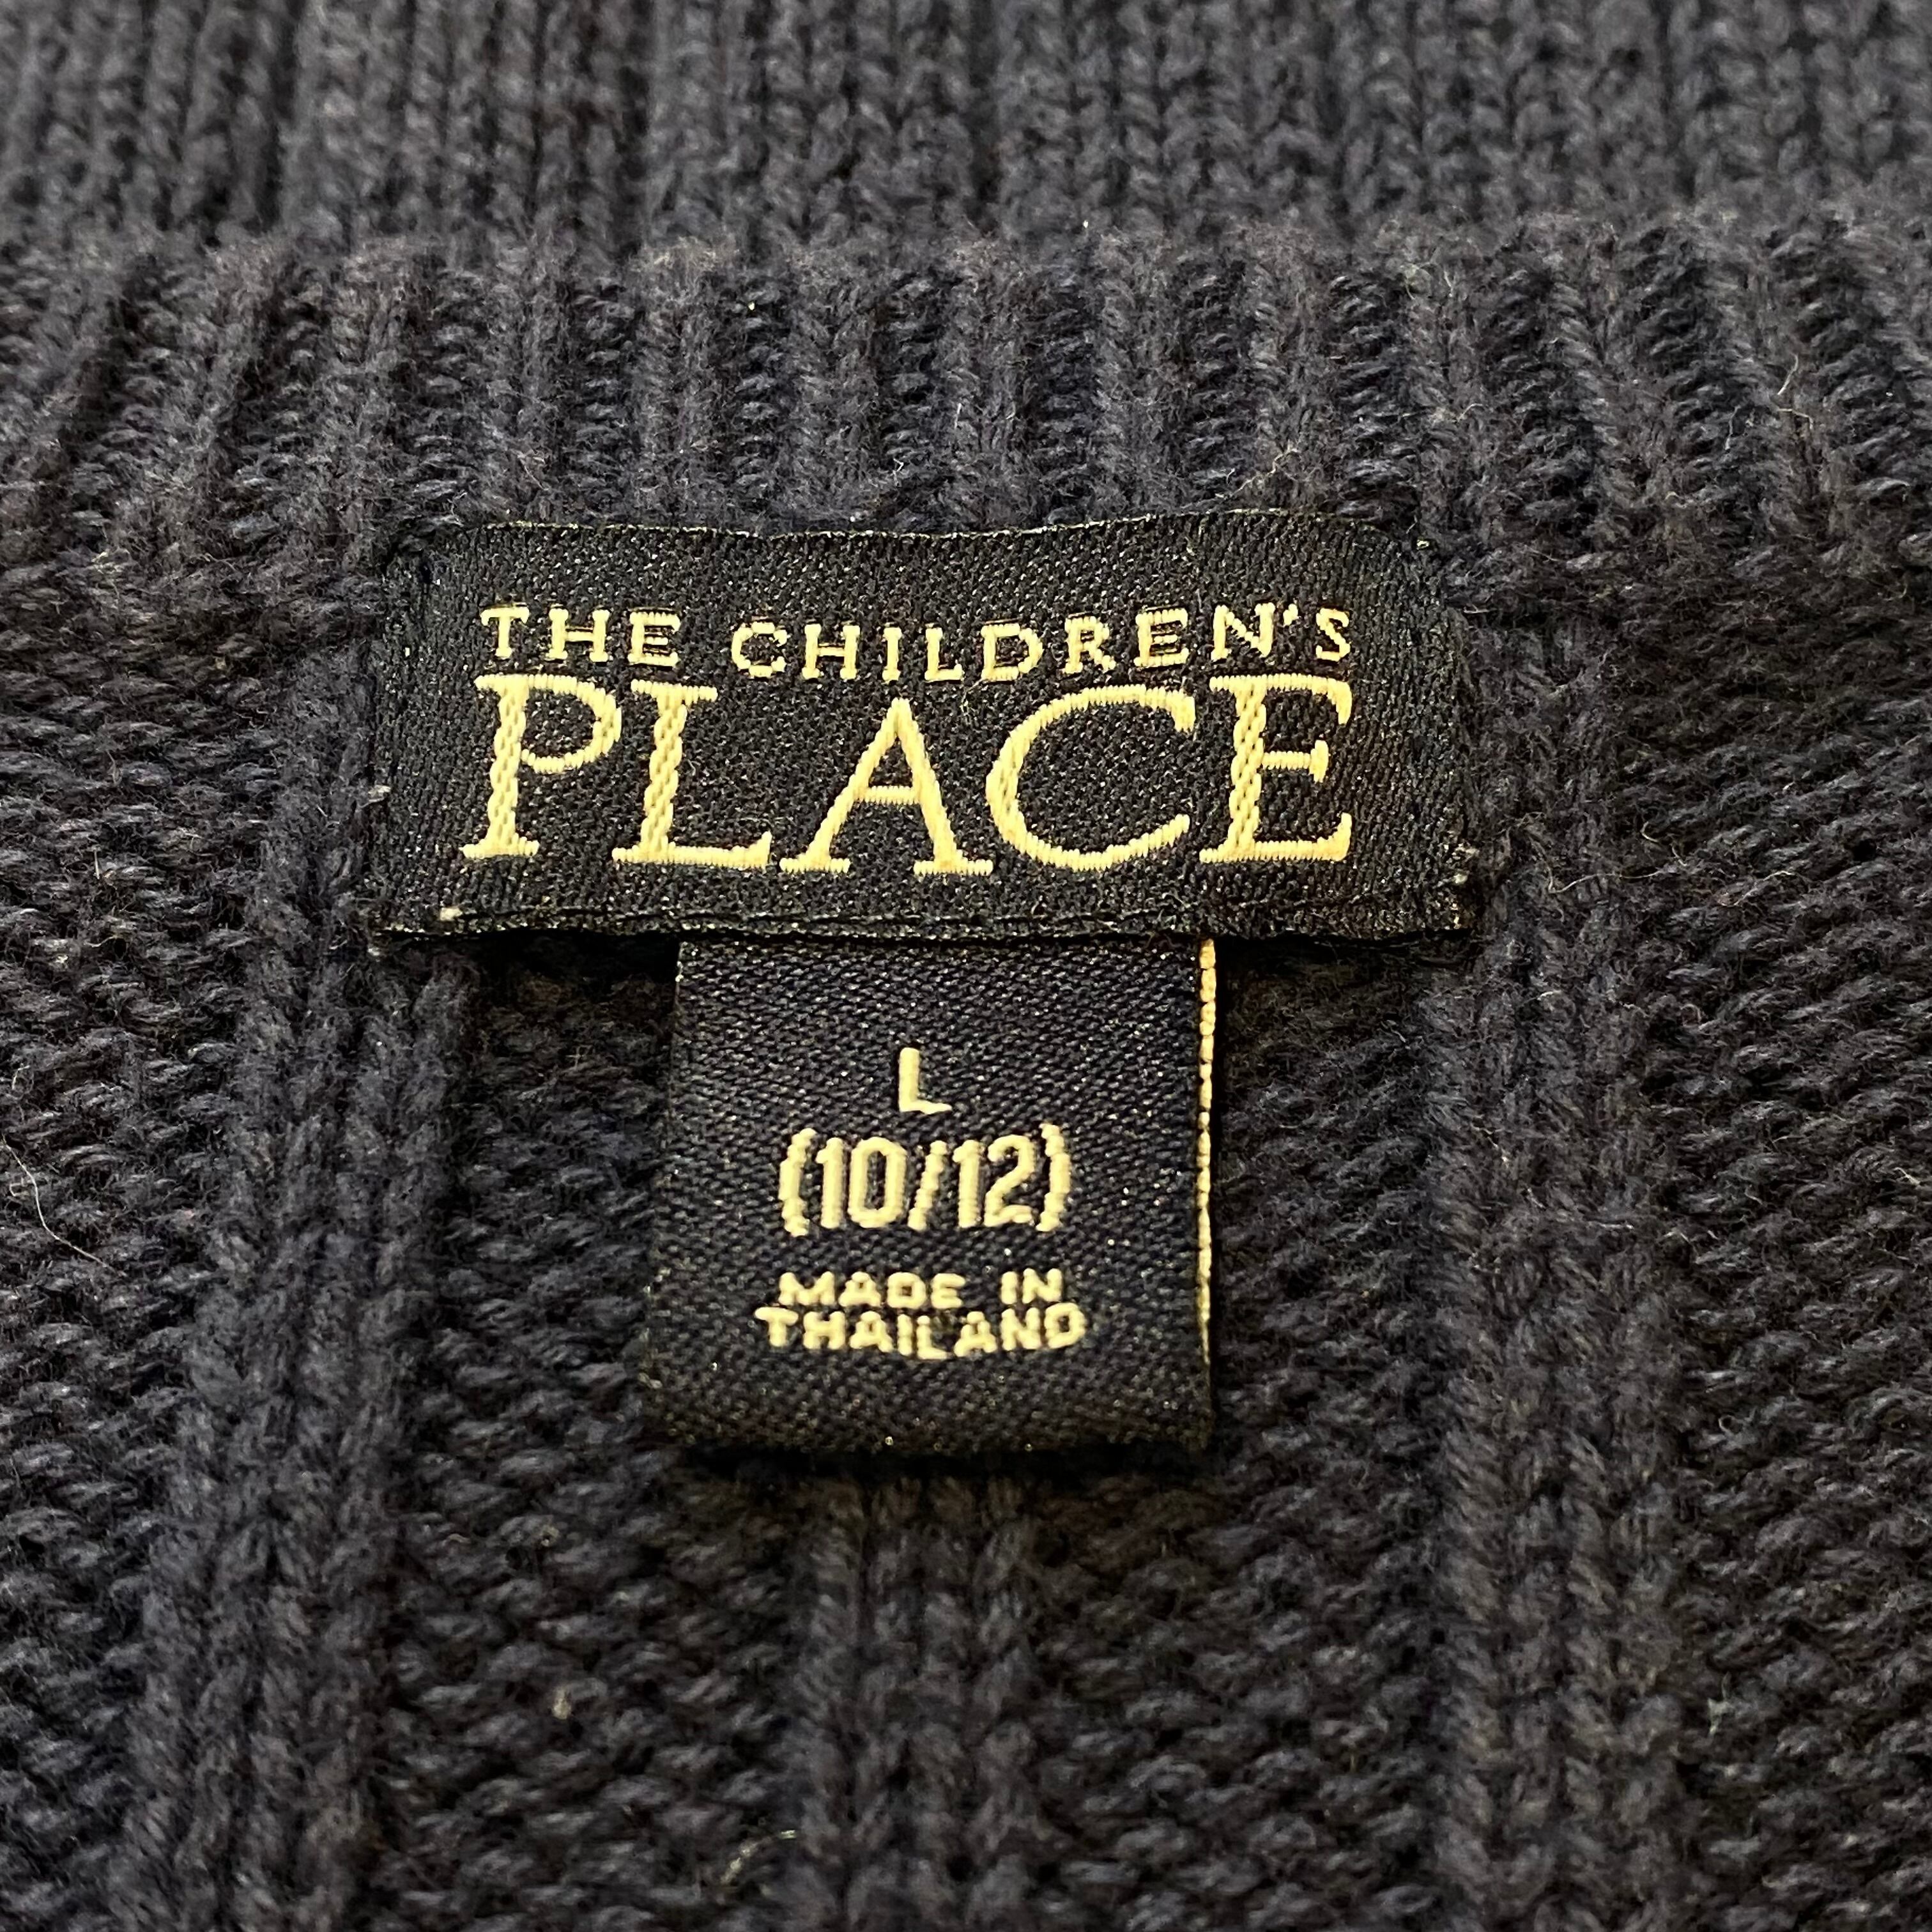 THE CHILDREN'S
PLACE
L
(10/12)
MADE IN
THAILAND